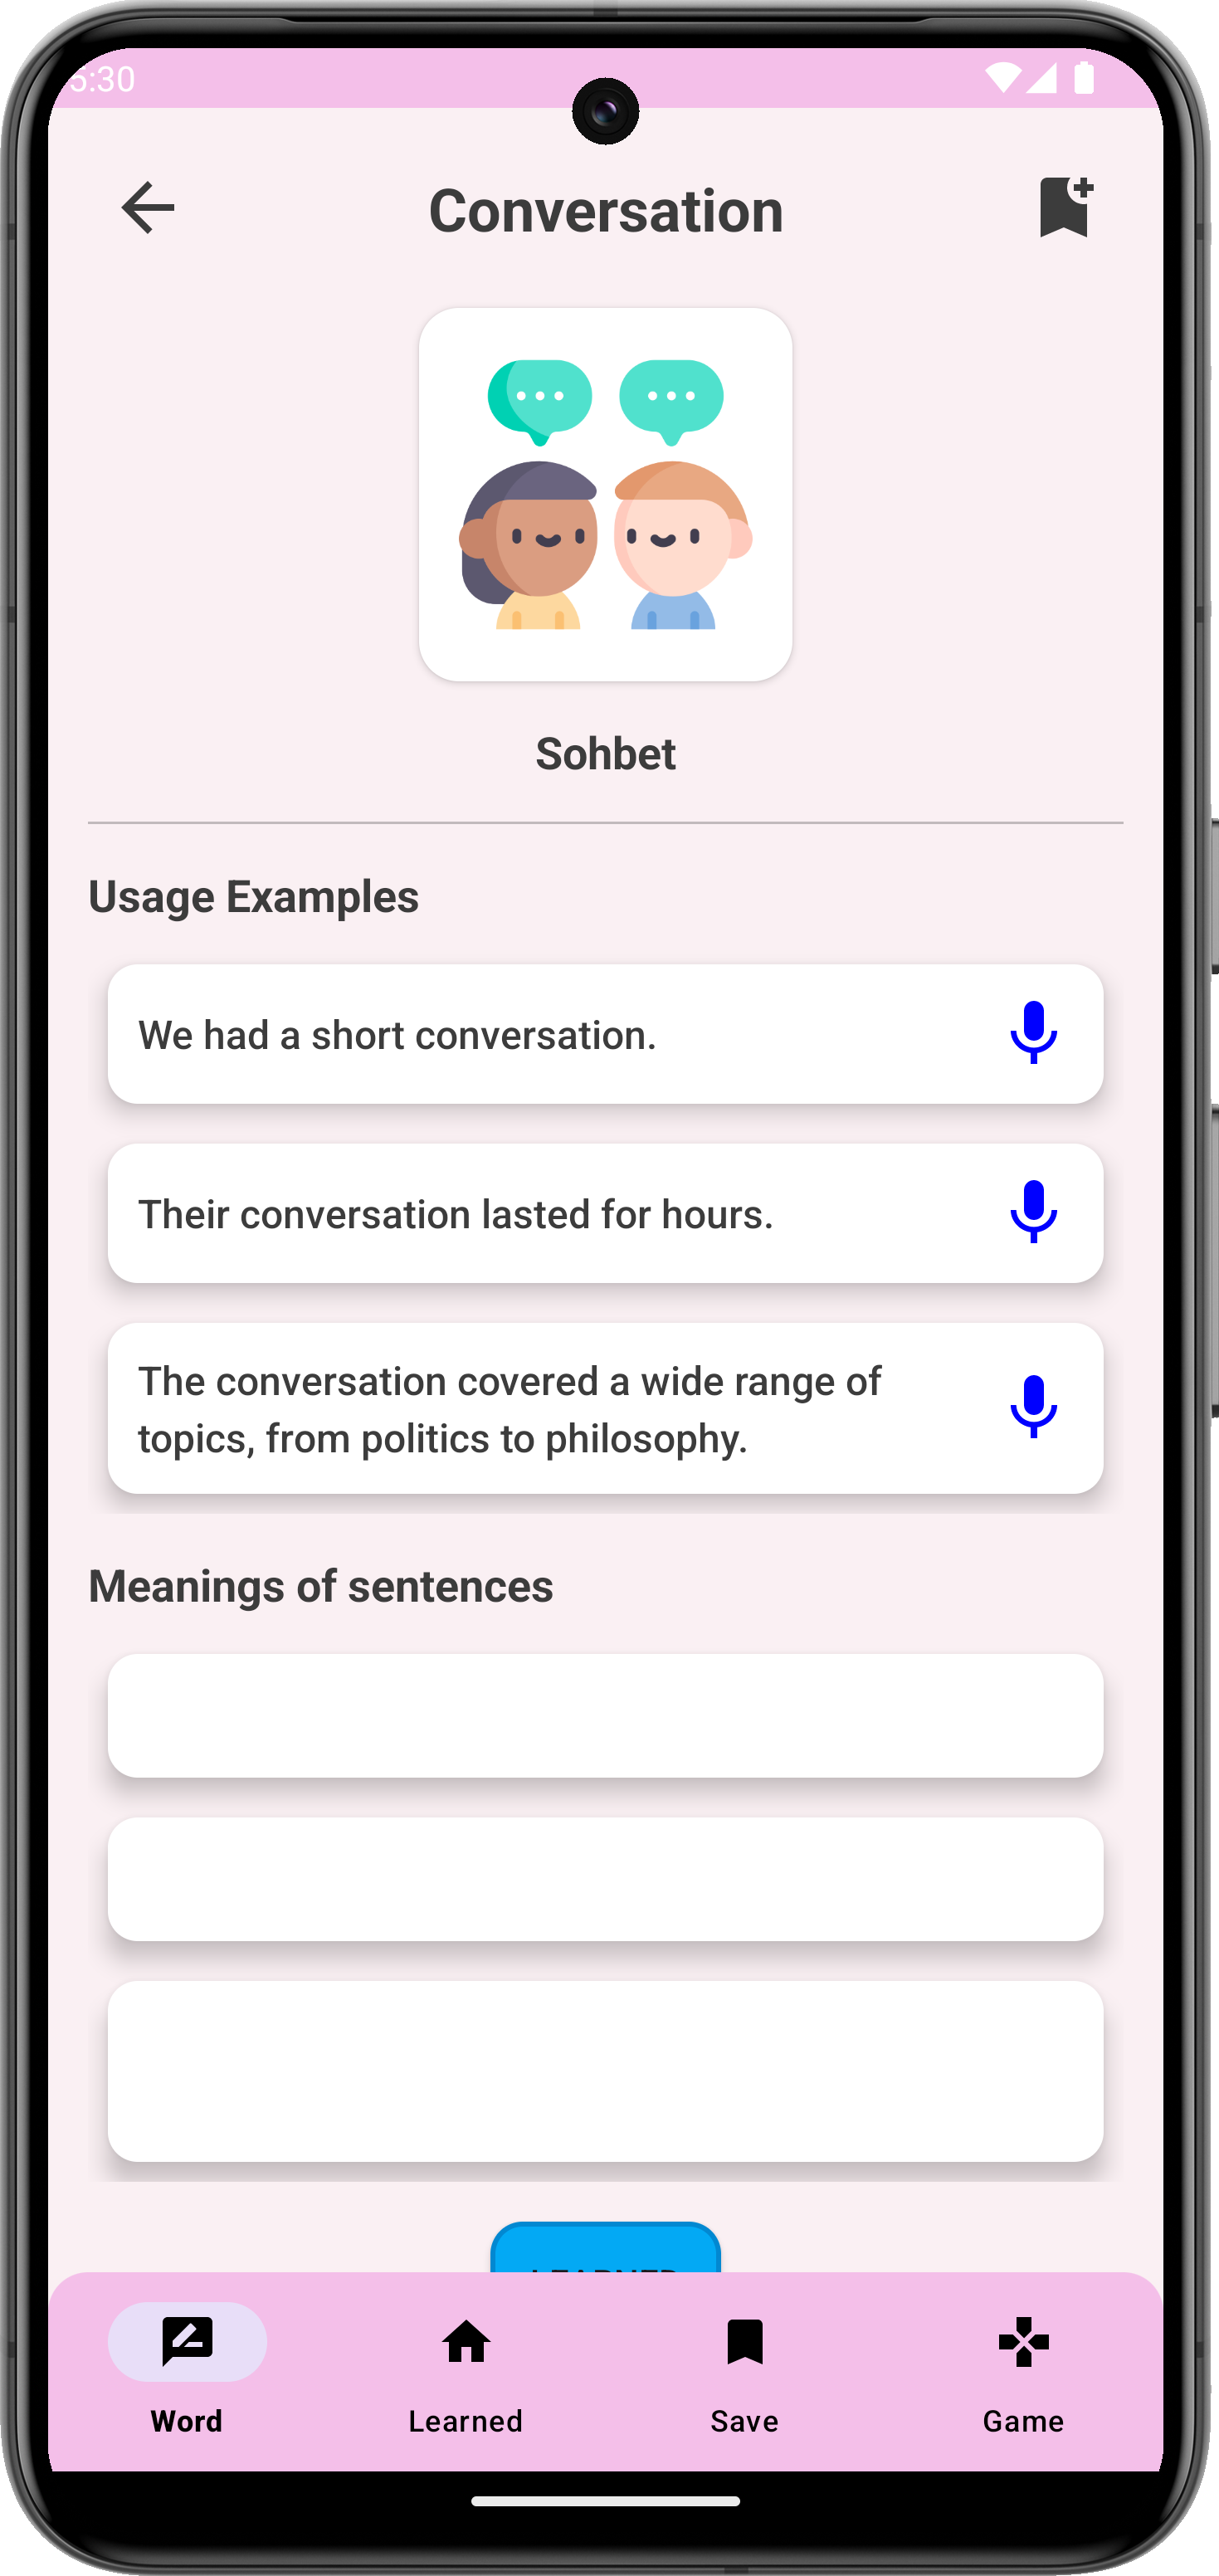 5:30
Conversation
Sohbet
Usage Examples
We had a short conversation.
Their conversation lasted for hours.
The conversation covered a wide range of
topics, from politics to philosophy.
Meanings of sentences
Word
Learned
Save
Game